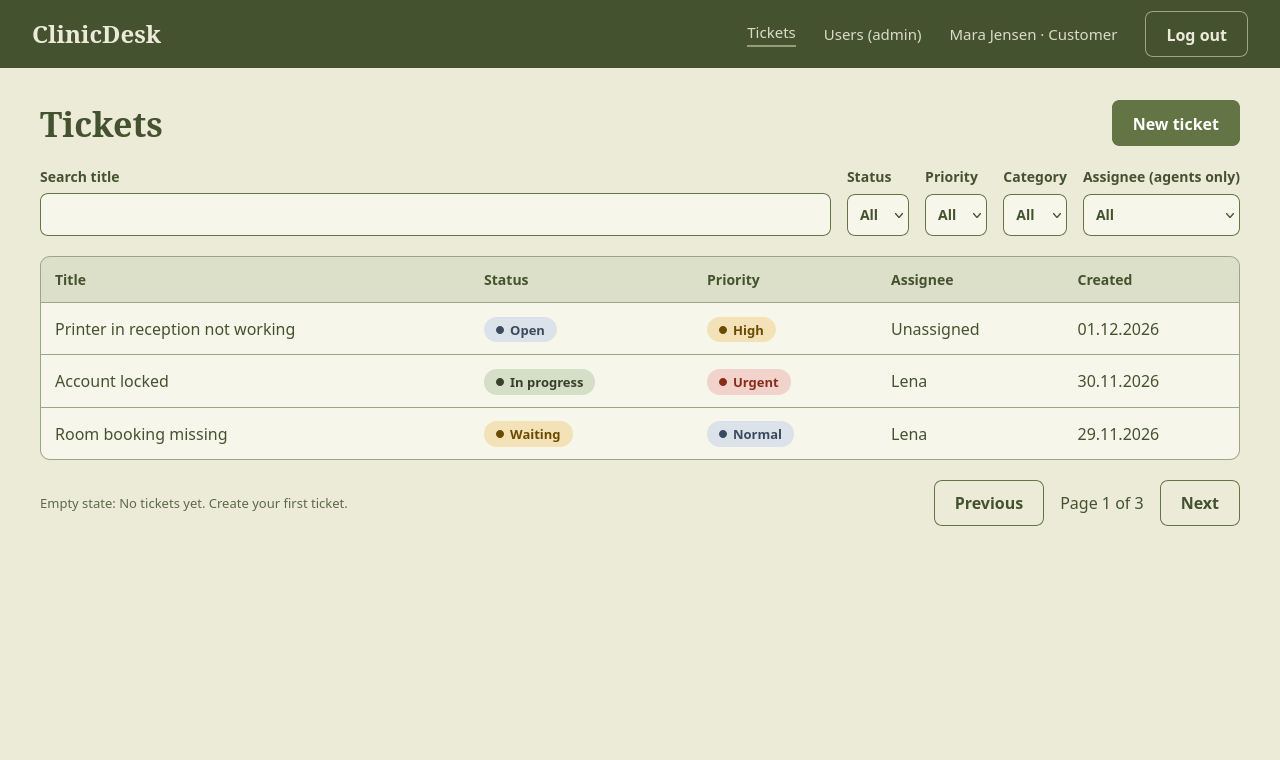 ClinicDesk
Tickets Users (admin) Mara Jensen · Customer Log out
Tickets New ticket
Search title Status Priority Category Assignee (agents only)
All All All All
Title Status Priority Assignee Created
Printer in reception not working Open High Unassigned 01.12.2026
Account locked In progress Urgent Lena 30.11.2026
Room booking missing Waiting Normal Lena 29.11.2026
Empty state: No tickets yet. Create your first ticket. Previous Page 1 of 3 Next